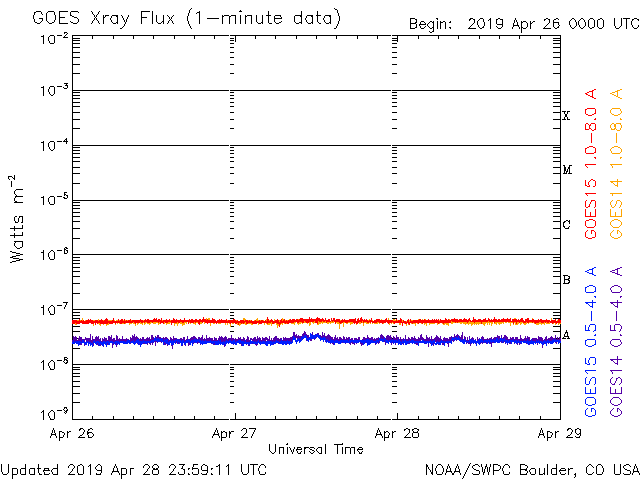 GOES Xray Flux (1-minute data)
Begin: 2019 Apr 26 0000 UTC
10⁻²
10⁻³
10⁻⁴
10⁻⁵
10⁻⁶
10⁻⁷
10⁻⁸
10⁻⁹
Watts m⁻²
X
M
C
B
A
GOES15 1.0-8.0 A
GOES14 1.0-8.0 A
GOES15 0.5-4.0 A
GOES14 0.5-4.0 A
Apr 26 Apr 27 Apr 28 Apr 29
Universal Time
Updated 2019 Apr 28 23:59:11 UTC
NOAA/SWPC Boulder, CO USA